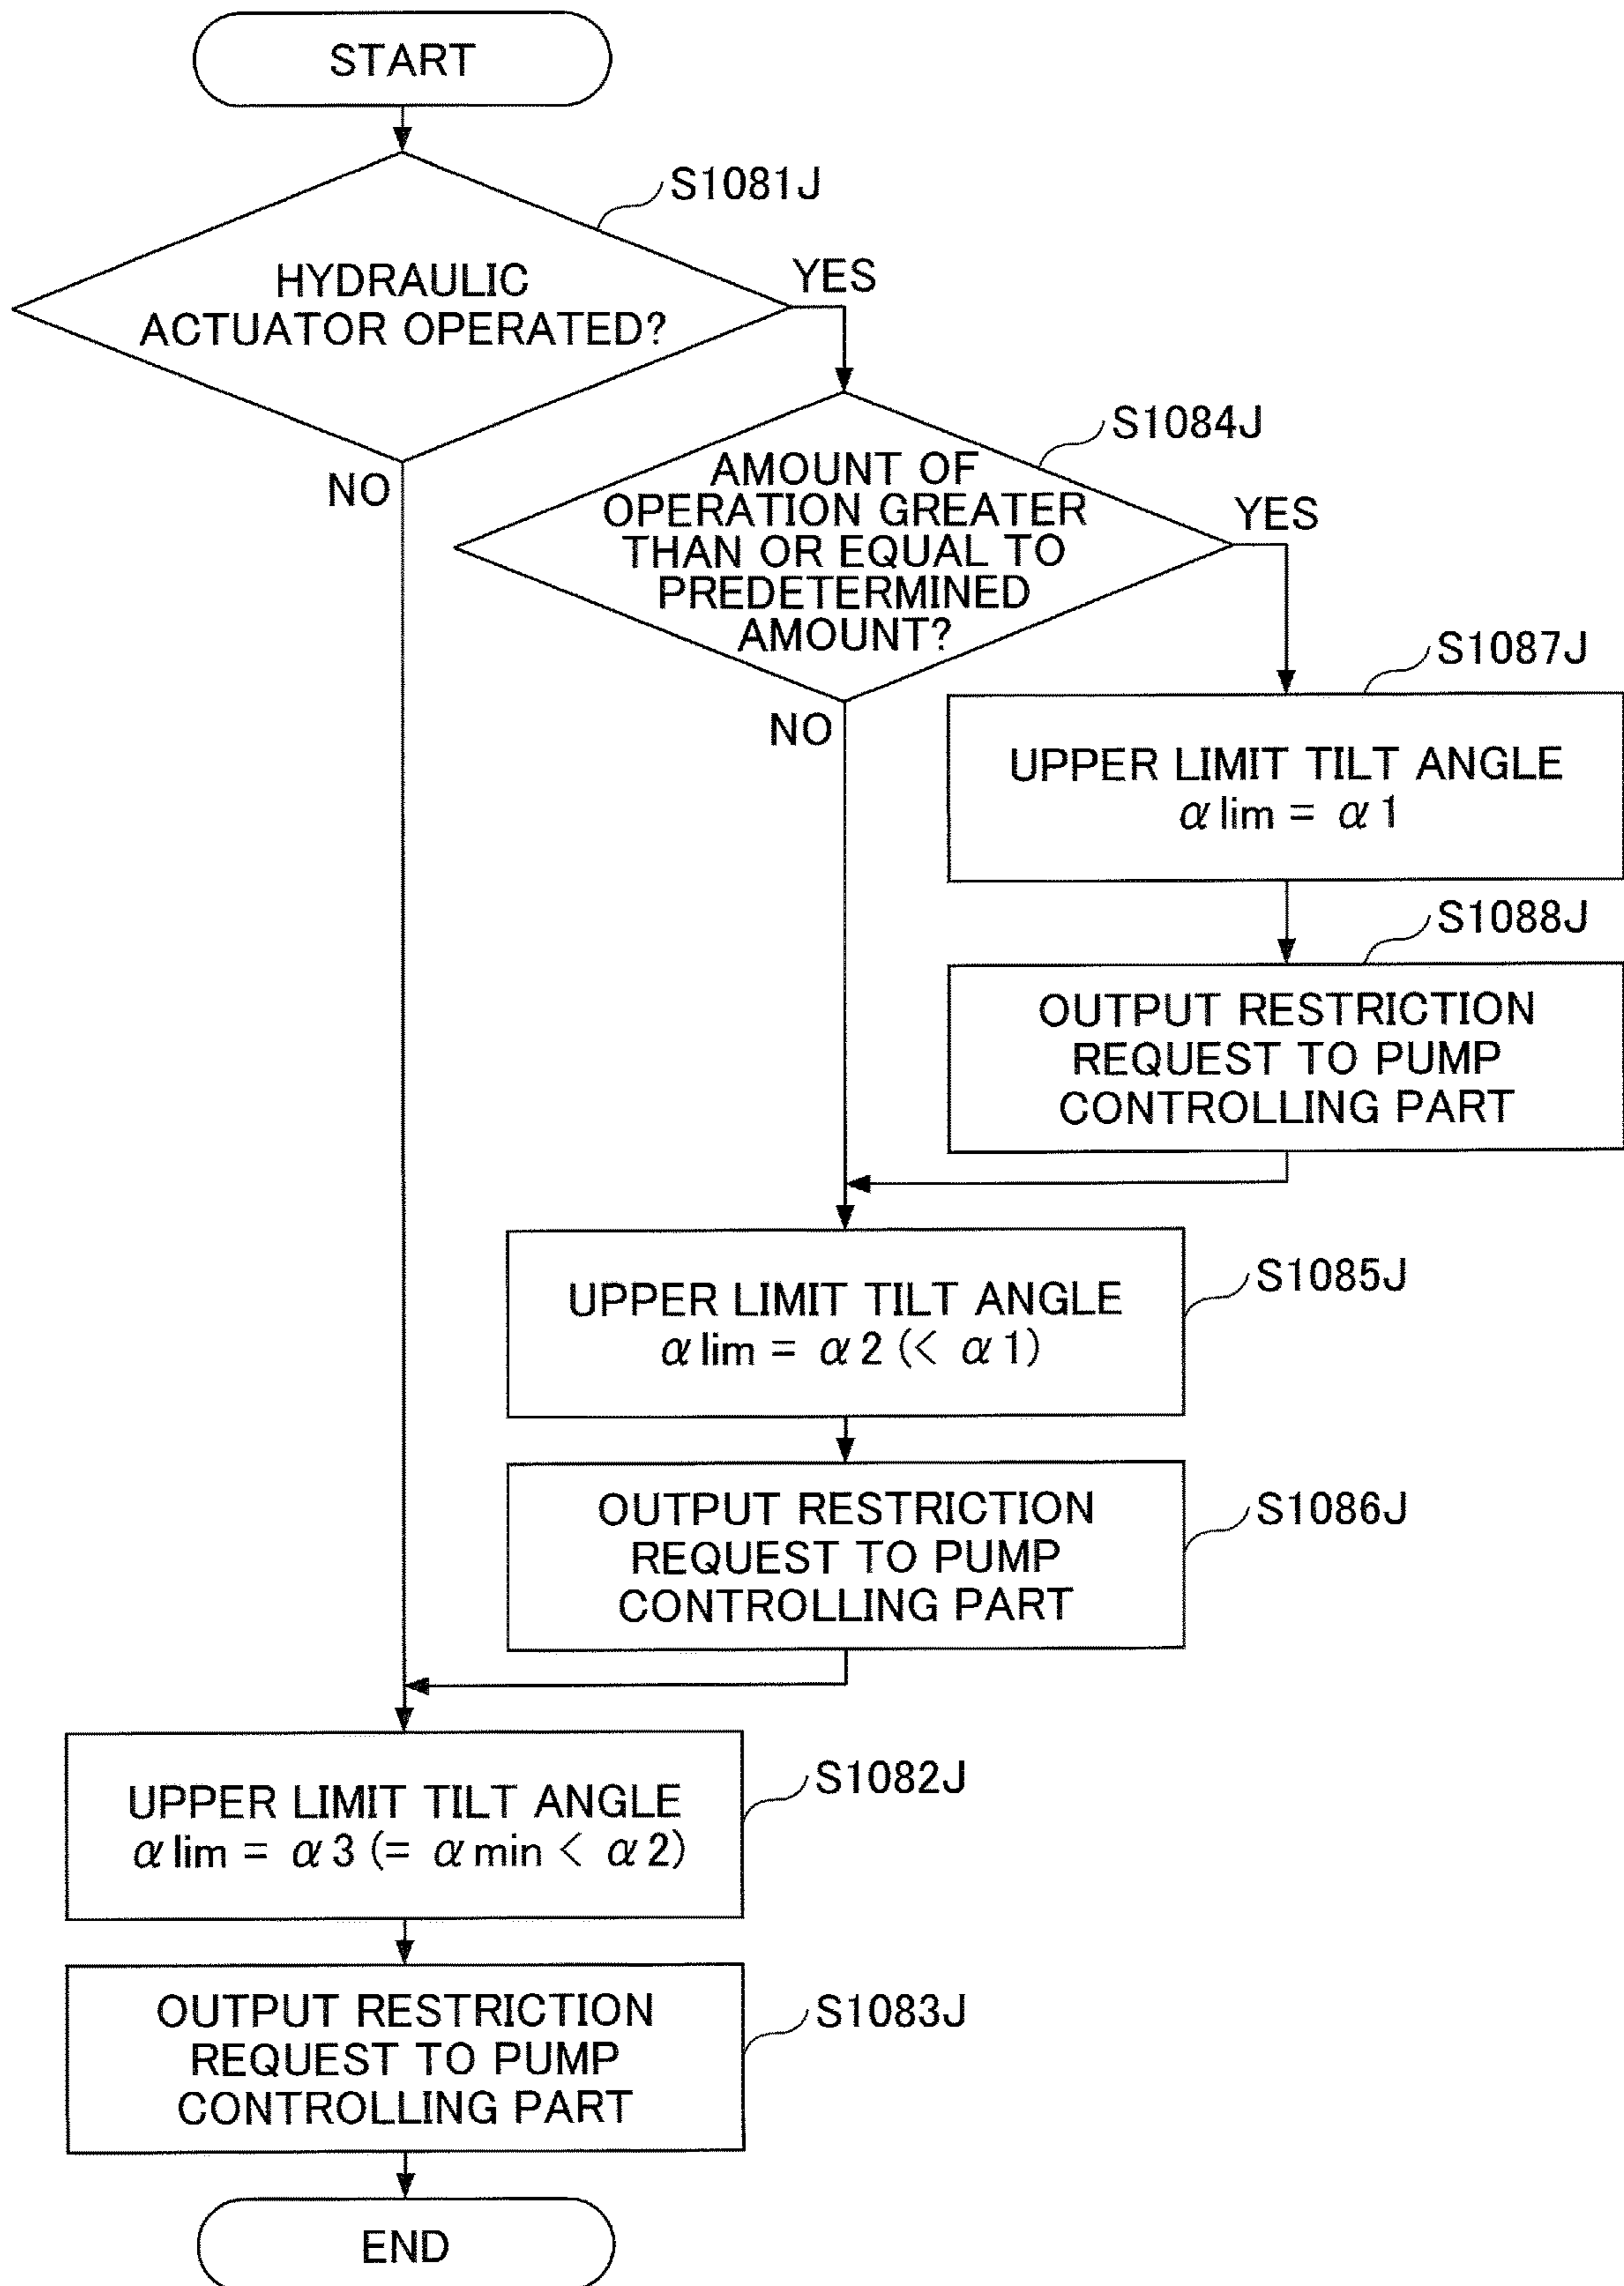 START
S1081J
HYDRAULIC
ACTUATOR OPERATED?
YES
NO
S1084J
AMOUNT OF
OPERATION GREATER
THAN OR EQUAL TO
PREDETERMINED
AMOUNT?
YES
NO
S1087J
UPPER LIMIT TILT ANGLE
α lim = α 1
S1088J
OUTPUT RESTRICTION
REQUEST TO PUMP
CONTROLLING PART
S1085J
UPPER LIMIT TILT ANGLE
α lim = α 2 (< α 1)
S1086J
OUTPUT RESTRICTION
REQUEST TO PUMP
CONTROLLING PART
S1082J
UPPER LIMIT TILT ANGLE
α lim = α 3 (= α min < α 2)
S1083J
OUTPUT RESTRICTION
REQUEST TO PUMP
CONTROLLING PART
END